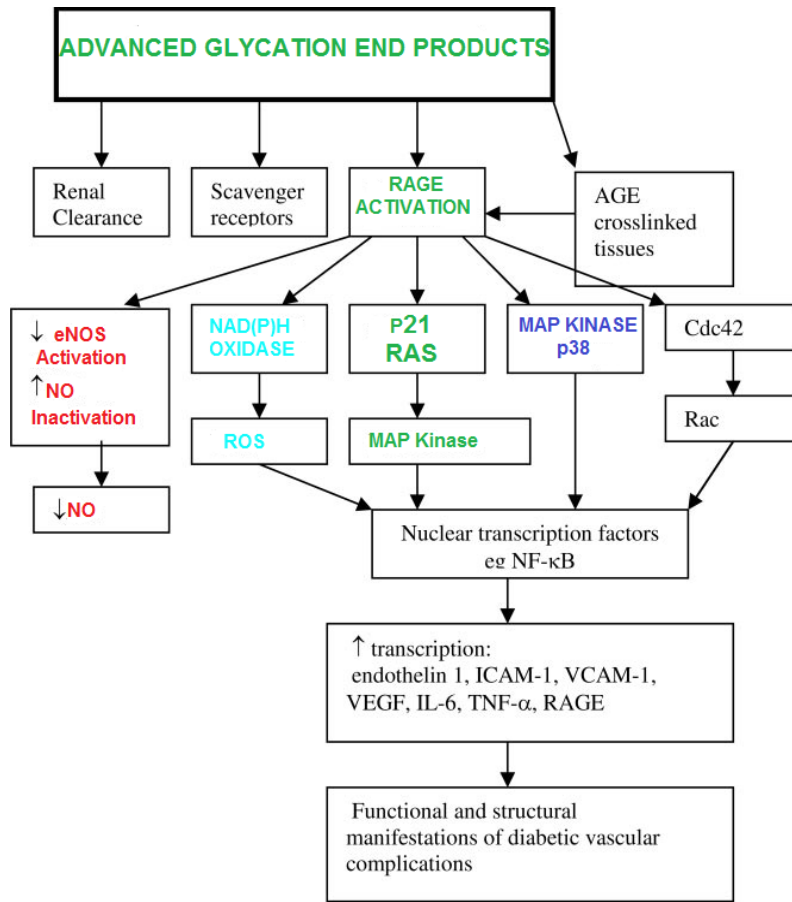 ADVANCED GLYCATION END PRODUCTS
Renal
Clearance
Scavenger
receptors
RAGE
ACTIVATION
AGE
crosslinked
tissues
↓ eNOS
Activation
↑NO
Inactivation
NAD(P)H
OXIDASE
P21
RAS
MAP KINASE
p38
Cdc42
ROS
MAP Kinase
Rac
↓NO
Nuclear transcription factors
eg NF-κB
↑ transcription:
endothelin 1, ICAM-1, VCAM-1,
VEGF, IL-6, TNF-α, RAGE
Functional and structural
manifestations of diabetic vascular
complications